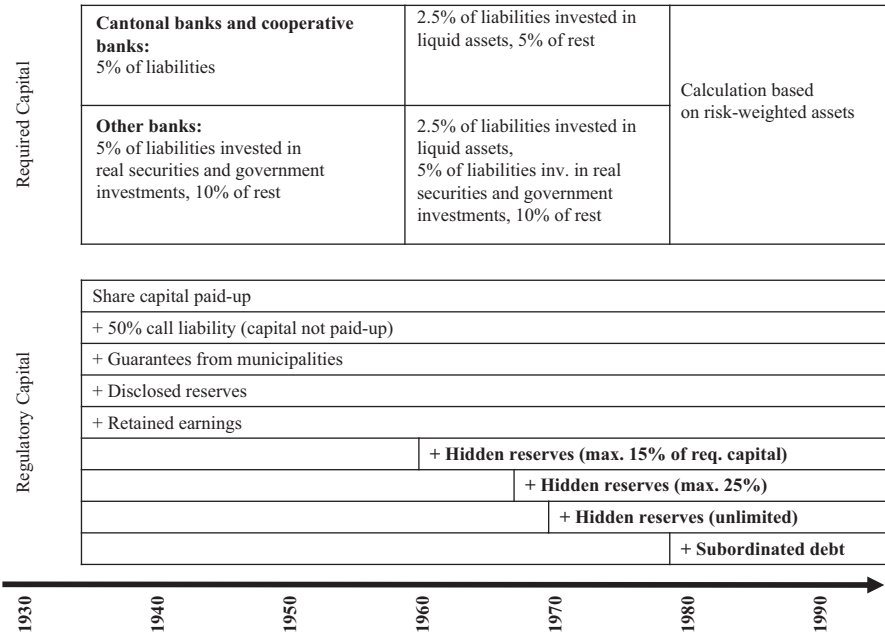 Required Capital
Cantonal banks and cooperative
banks:
5% of liabilities
2.5% of liabilities invested in
liquid assets, 5% of rest
Calculation based
on risk-weighted assets
Other banks:
5% of liabilities invested in
real securities and government
investments, 10% of rest
2.5% of liabilities invested in
liquid assets,
5% of liabilities inv. in real
securities and government
investments, 10% of rest
Regulatory Capital
Share capital paid-up
+ 50% call liability (capital not paid-up)
+ Guarantees from municipalities
+ Disclosed reserves
+ Retained earnings
+ Hidden reserves (max. 15% of req. capital)
+ Hidden reserves (max. 25%)
+ Hidden reserves (unlimited)
+ Subordinated debt
1930
1940
1950
1960
1970
1980
1990